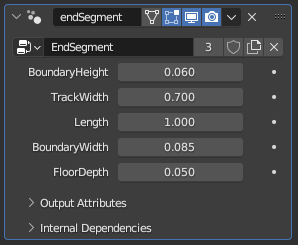 endSegment
EndSegment 3
BoundaryHeight 0.060
TrackWidth 0.700
Length 1.000
BoundaryWidth 0.085
FloorDepth 0.050
Output Attributes
Internal Dependencies